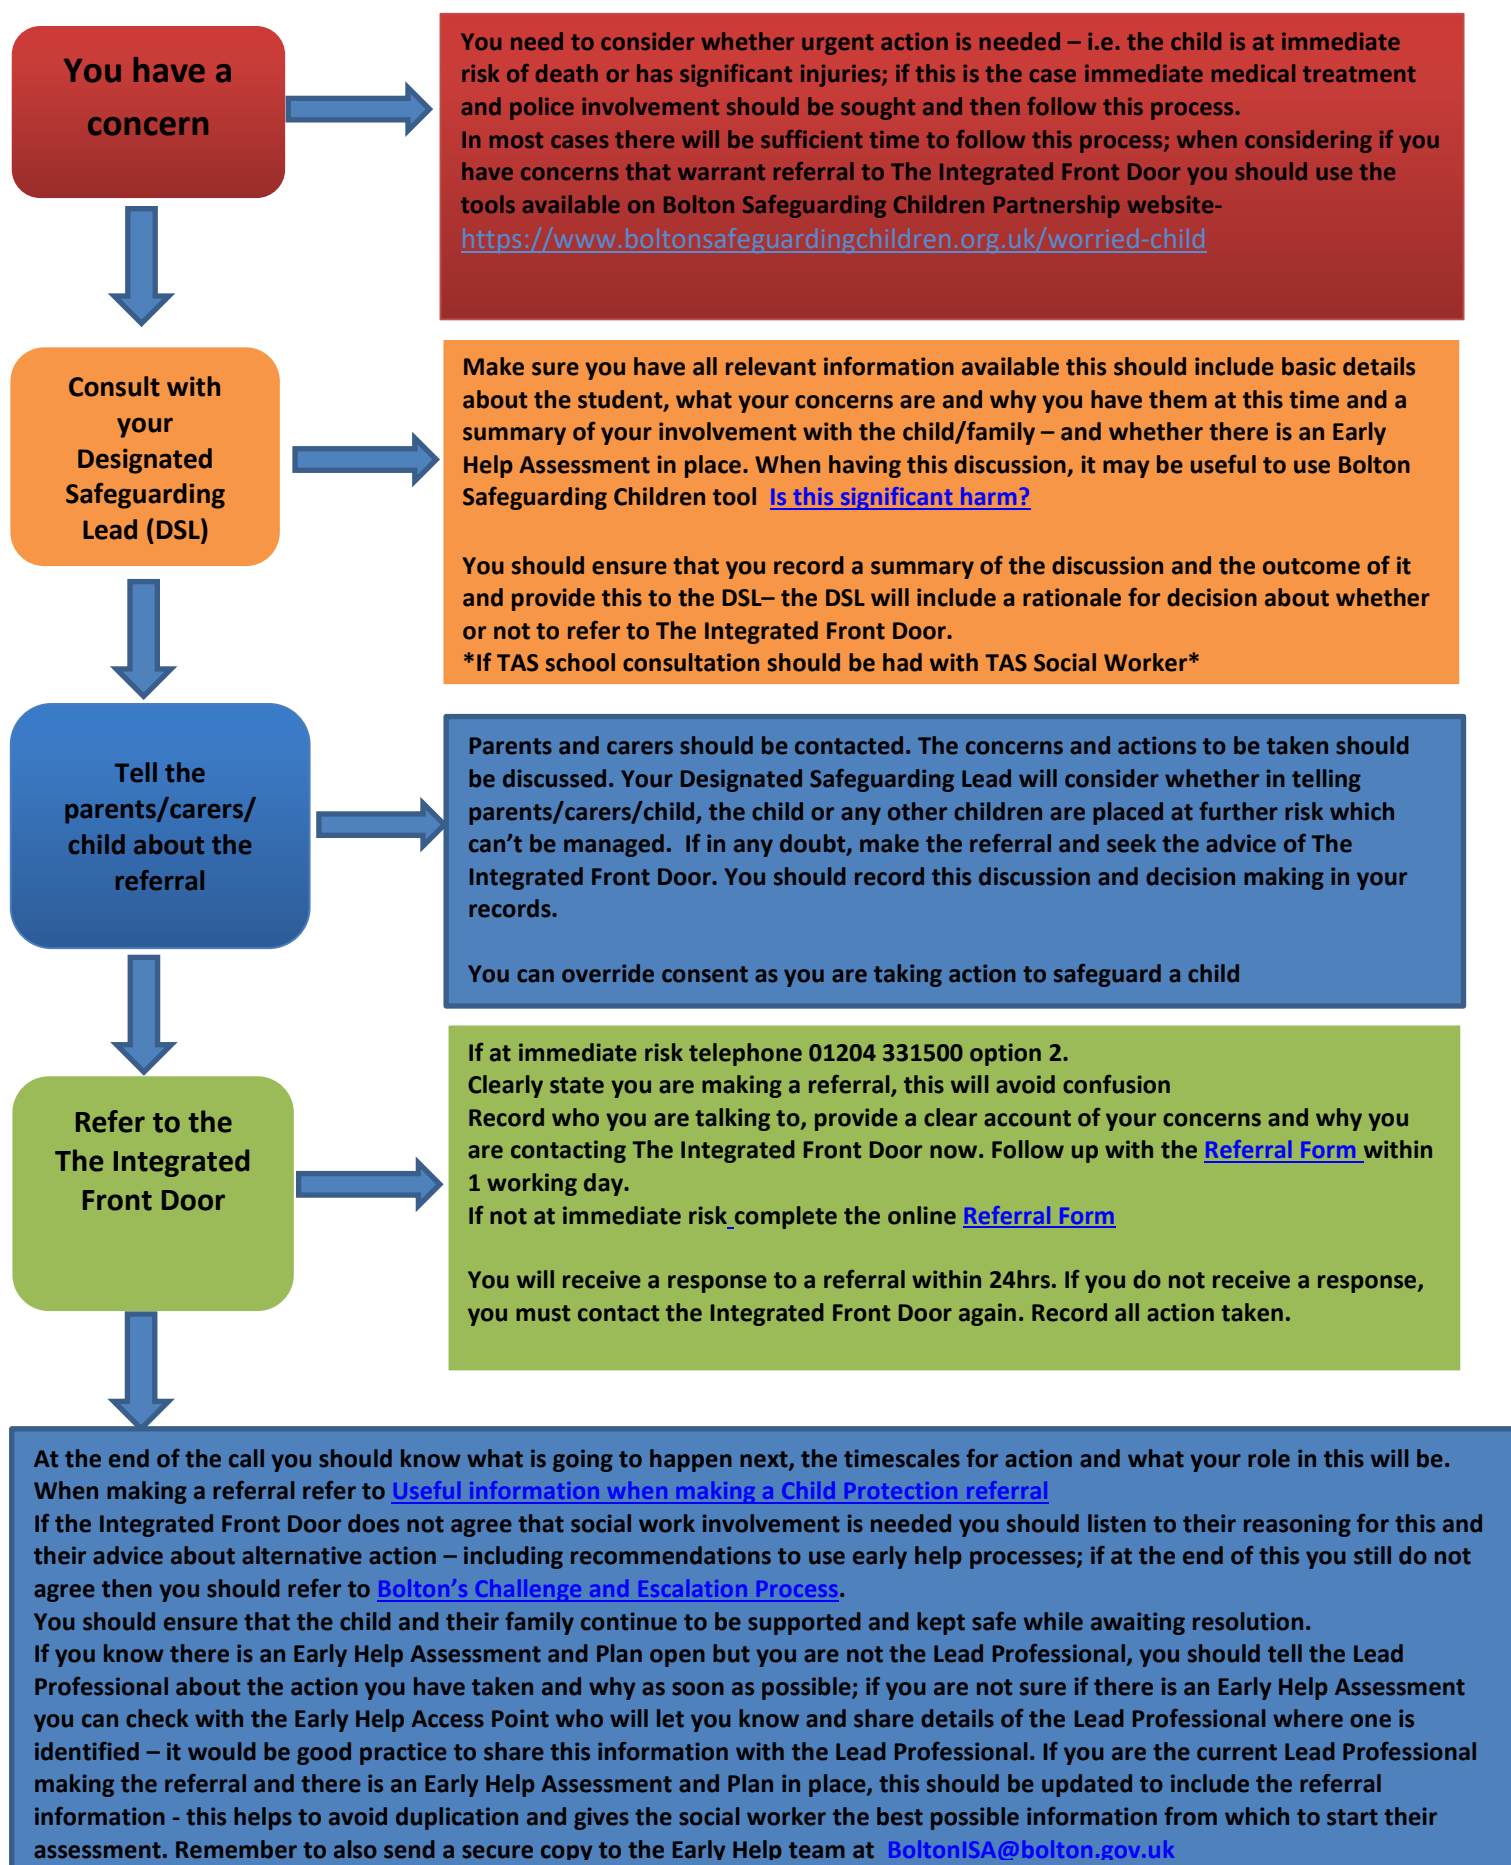 You have a
concern
You need to consider whether urgent action is needed – i.e. the child is at immediate
risk of death or has significant injuries; if this is the case immediate medical treatment
and police involvement should be sought and then follow this process.
In most cases there will be sufficient time to follow this process; when considering if you
have concerns that warrant referral to The Integrated Front Door you should use the
tools available on Bolton Safeguarding Children Partnership website-
https://www.boltonsafeguardingchildren.org.uk/worried-child
Consult with
your
Designated
Safeguarding
Lead (DSL)
Make sure you have all relevant information available this should include basic details
about the student, what your concerns are and why you have them at this time and a
summary of your involvement with the child/family – and whether there is an Early
Help Assessment in place. When having this discussion, it may be useful to use Bolton
Safeguarding Children tool Is this significant harm?
You should ensure that you record a summary of the discussion and the outcome of it
and provide this to the DSL– the DSL will include a rationale for decision about whether
or not to refer to The Integrated Front Door.
*If TAS school consultation should be had with TAS Social Worker*
Tell the
parents/carers/
child about the
referral
Parents and carers should be contacted. The concerns and actions to be taken should
be discussed. Your Designated Safeguarding Lead will consider whether in telling
parents/carers/child, the child or any other children are placed at further risk which
can’t be managed. If in any doubt, make the referral and seek the advice of The
Integrated Front Door. You should record this discussion and decision making in your
records.
You can override consent as you are taking action to safeguard a child
Refer to the
The Integrated
Front Door
If at immediate risk telephone 01204 331500 option 2.
Clearly state you are making a referral, this will avoid confusion
Record who you are talking to, provide a clear account of your concerns and why you
are contacting The Integrated Front Door now. Follow up with the Referral Form within
1 working day.
If not at immediate risk complete the online Referral Form
You will receive a response to a referral within 24hrs. If you do not receive a response,
you must contact the Integrated Front Door again. Record all action taken.
At the end of the call you should know what is going to happen next, the timescales for action and what your role in this will be.
When making a referral refer to Useful information when making a Child Protection referral
If the Integrated Front Door does not agree that social work involvement is needed you should listen to their reasoning for this and
their advice about alternative action – including recommendations to use early help processes; if at the end of this you still do not
agree then you should refer to Bolton’s Challenge and Escalation Process.
You should ensure that the child and their family continue to be supported and kept safe while awaiting resolution.
If you know there is an Early Help Assessment and Plan open but you are not the Lead Professional, you should tell the Lead
Professional about the action you have taken and why as soon as possible; if you are not sure if there is an Early Help Assessment
you can check with the Early Help Access Point who will let you know and share details of the Lead Professional where one is
identified – it would be good practice to share this information with the Lead Professional. If you are the current Lead Professional
making the referral and there is an Early Help Assessment and Plan in place, this should be updated to include the referral
information - this helps to avoid duplication and gives the social worker the best possible information from which to start their
assessment. Remember to also send a secure copy to the Early Help team at BoltonISA@bolton.gov.uk